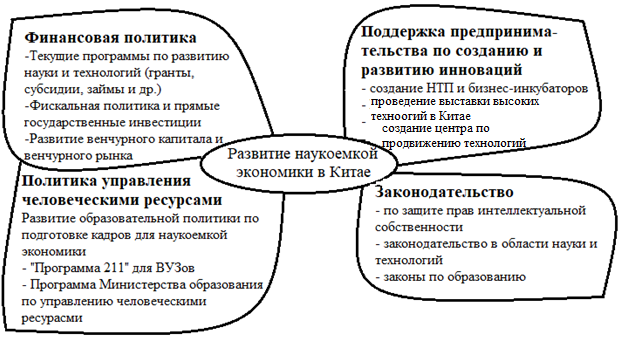 Финансовая политика
-Текущие программы по развитию
науки и технологий (гранты,
субсидии, займы и др.)
-Фискальная политика и прямые
государственные инвестиции
-Развитие венчурного капитала и
венчурного рынка
Поддержка предпринима-
тельства по созданию и
развитию инноваций
- создание НТП и бизнес-инкубаторов
- проведение выставки высоких
техноогий в Китае
- создание центра по
продвижению технологий
Развитие наукоемкой
экономики в Китае
Политика управления
человеческими ресурсами
Развитие образовательной политики по
подготовке кадров для наукоемкой
экономики
- "Программа 211" для ВУЗов
- Программа Министерства образования
по управлению человеческими
ресурасми
Законодательство
- по защите прав интеллектуальной
собственности
- законодательство в области науки и
технологий
- законы по образованию